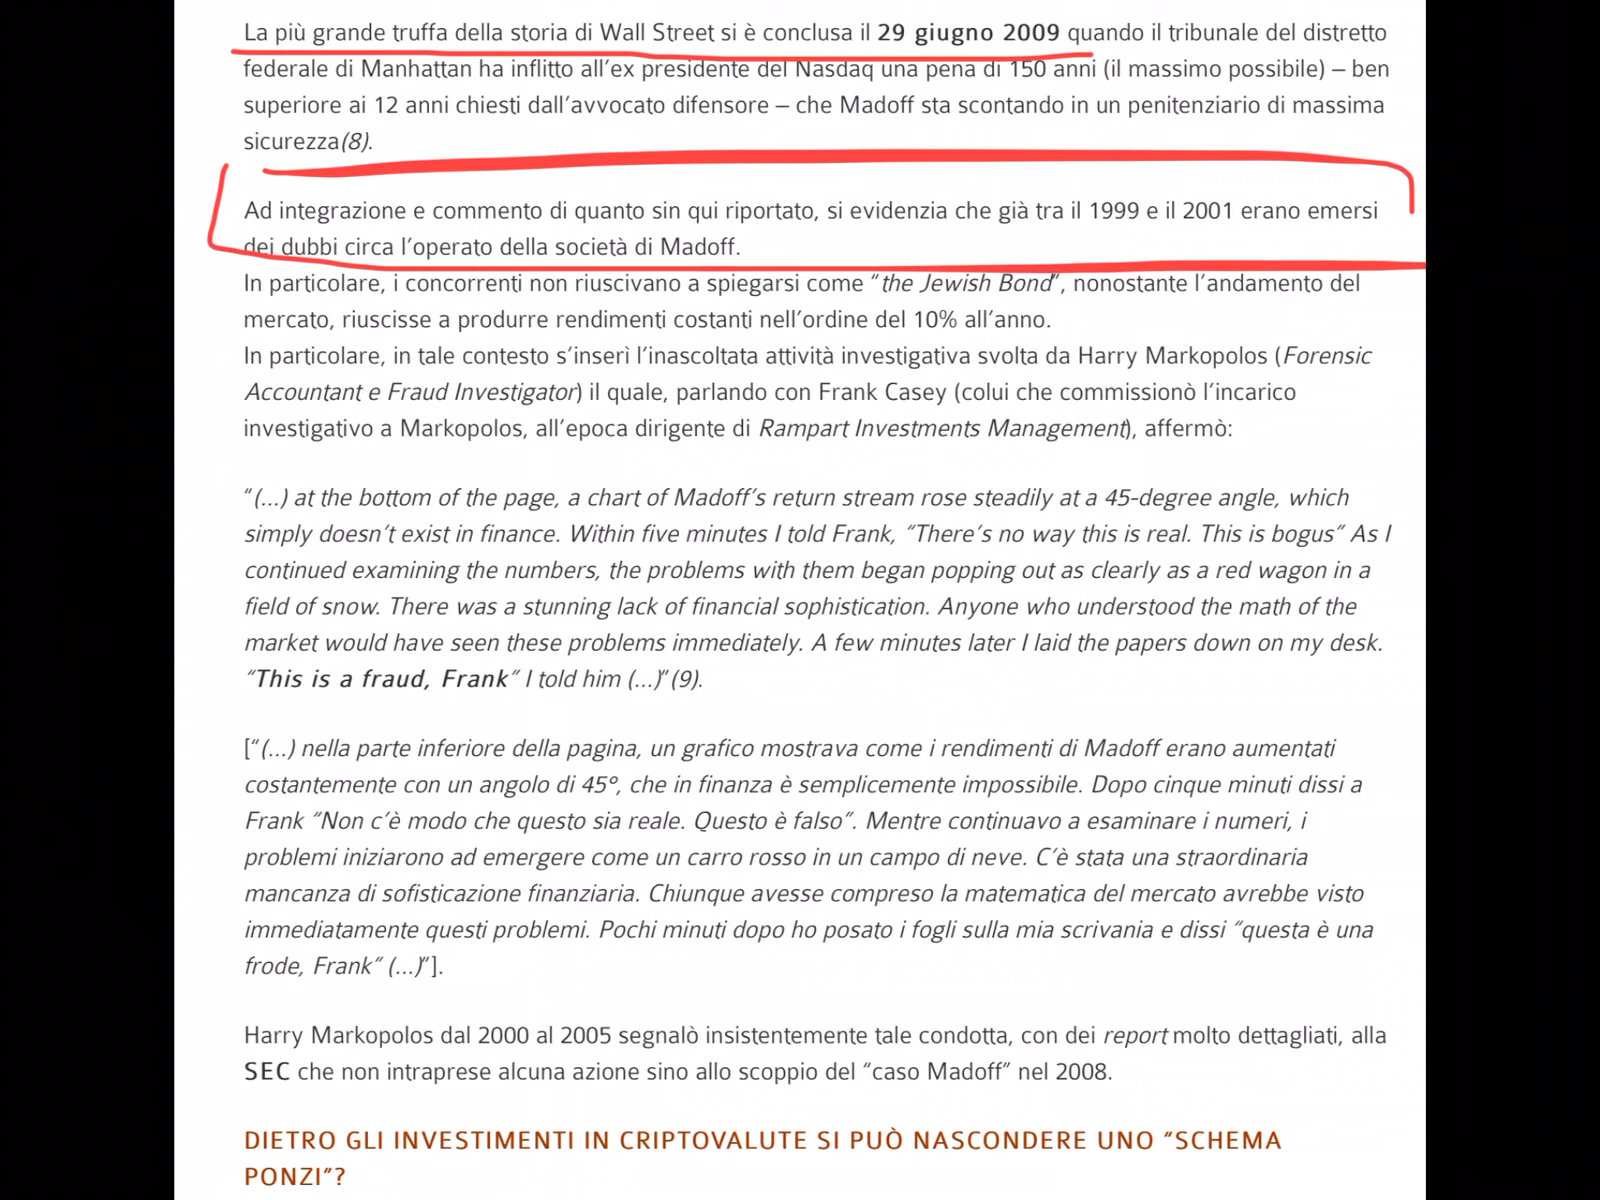 La più grande truffa della storia di Wall Street si è conclusa il 29 giugno 2009 quando il tribunale del distretto
federale di Manhattan ha inflitto all’ex presidente del Nasdaq una pena di 150 anni (il massimo possibile) – ben
superiore ai 12 anni chiesti dall’avvocato difensore – che Madoff sta scontando in un penitenziario di massima
sicurezza(8).
Ad integrazione e commento di quanto sin qui riportato, si evidenzia che già tra il 1999 e il 2001 erano emersi
dei dubbi circa l’operato della società di Madoff.
In particolare, i concorrenti non riuscivano a spiegarsi come “the Jewish Bond”, nonostante l’andamento del
mercato, riuscisse a produrre rendimenti costanti nell’ordine del 10% all’anno.
In particolare, in tale contesto s’inserì l’inascoltata attività investigativa svolta da Harry Markopolos (Forensic
Accountant e Fraud Investigator) il quale, parlando con Frank Casey (colui che commissionò l’incarico
investigativo a Markopolos, all’epoca dirigente di Rampart Investments Management), affermò:
“(…) at the bottom of the page, a chart of Madoff’s return stream rose steadily at a 45-degree angle, which
simply doesn’t exist in finance. Within five minutes I told Frank, “There’s no way this is real. This is bogus” As I
continued examining the numbers, the problems with them began popping out as clearly as a red wagon in a
field of snow. There was a stunning lack of financial sophistication. Anyone who understood the math of the
market would have seen these problems immediately. A few minutes later I laid the papers down on my desk.
“This is a fraud, Frank” I told him (…)”(9).
[“(…) nella parte inferiore della pagina, un grafico mostrava come i rendimenti di Madoff erano aumentati
costantemente con un angolo di 45°, che in finanza è semplicemente impossibile. Dopo cinque minuti dissi a
Frank “Non c’è modo che questo sia reale. Questo è falso”. Mentre continuavo a esaminare i numeri, i
problemi iniziarono ad emergere come un carro rosso in un campo di neve. C’è stata una straordinaria
mancanza di sofisticazione finanziaria. Chiunque avesse compreso la matematica del mercato avrebbe visto
immediatamente questi problemi. Pochi minuti dopo ho posato i fogli sulla mia scrivania e dissi “questa è una
frode, Frank” (…)”].
Harry Markopolos dal 2000 al 2005 segnalò insistentemente tale condotta, con dei report molto dettagliati, alla
SEC che non intraprese alcuna azione sino allo scoppio del “caso Madoff” nel 2008.
DIETRO GLI INVESTIMENTI IN CRIPTOVALUTE SI PUÒ NASCONDERE UNO “SCHEMA
PONZI”?